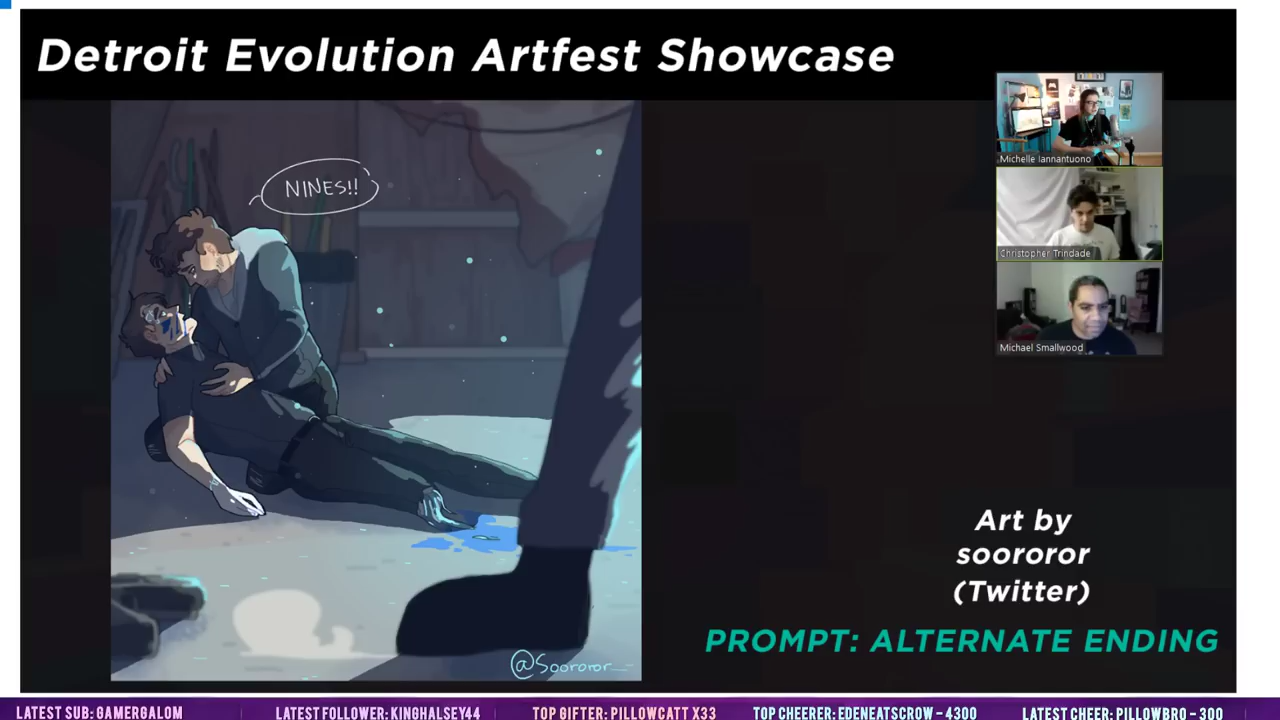 Detroit Evolution Artfest Showcase
NINES!!
Michelle Iannantuono
Christopher Trindade
Michael Smallwood
Art by
soororor
(Twitter)
PROMPT: ALTERNATE ENDING
@Soororor_
LATEST SUB: GAMERGALOM
LATEST FOLLOWER: KINGHALSEY44
TOP GIFTER: PILLOWCATT X33
TOP CHEERER: EDENEATSCROW - 4300
LATEST CHEER: PILLOWBRO - 300